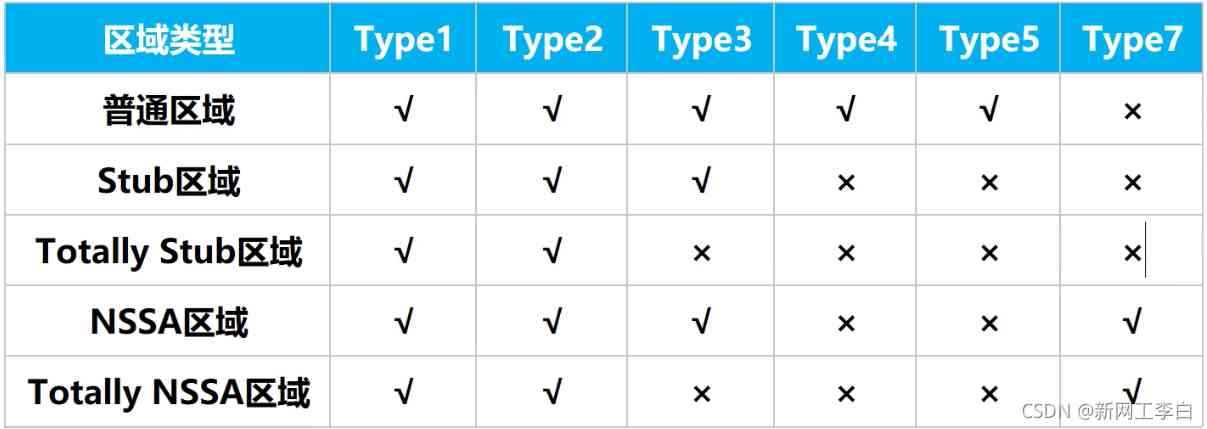 区域类型 Type1 Type2 Type3 Type4 Type5 Type7
普通区域 √ √ √ √ √ ×
Stub区域 √ √ √ × × ×
Totally Stub区域 √ √ × × × ×
NSSA区域 √ √ √ × × √
Totally NSSA区域 √ √ × × × √
CSDN @新网工李白